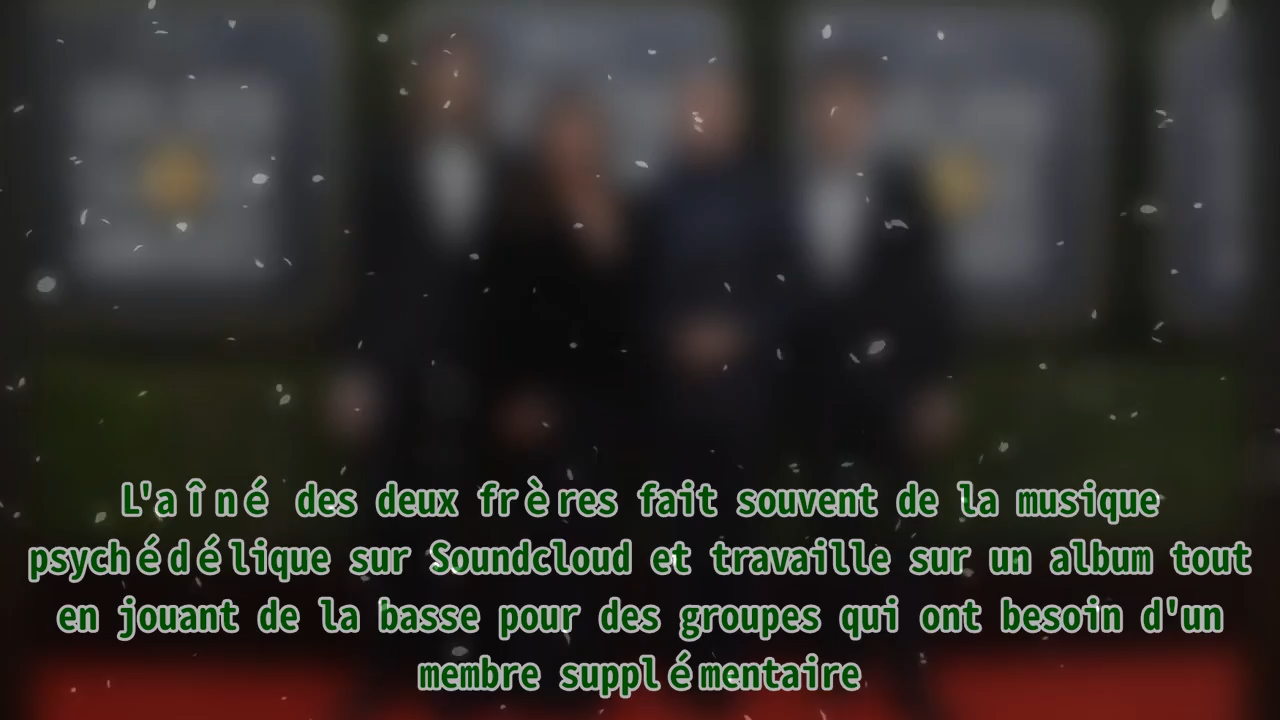 L'aîné des deux frères fait souvent de la musique
psychédélique sur Soundcloud et travaille sur un album tout
en jouant de la basse pour des groupes qui ont besoin d'un
membre supplémentaire